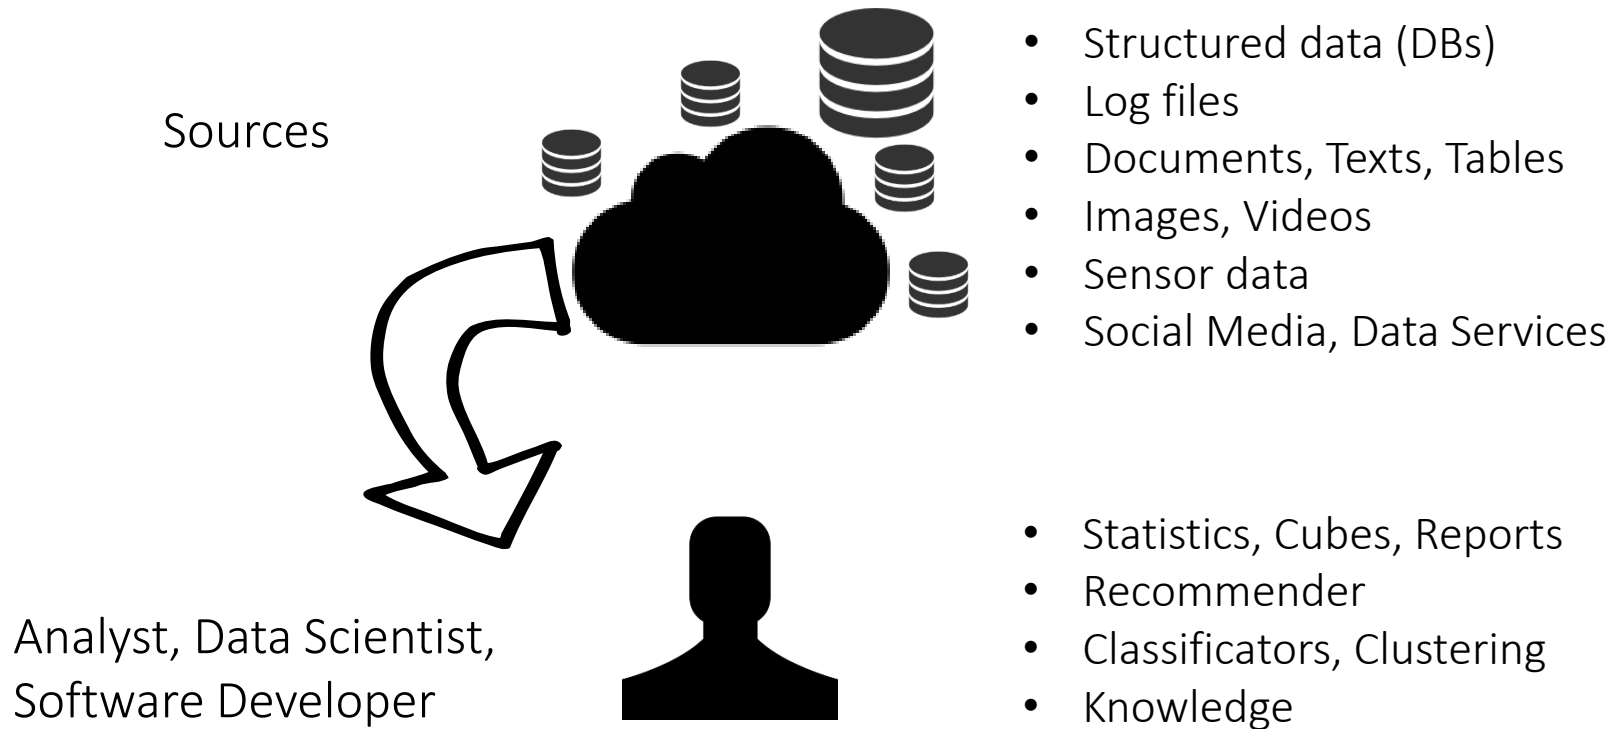 Sources
• Structured data (DBs)
• Log files
• Documents, Texts, Tables
• Images, Videos
• Sensor data
• Social Media, Data Services
Analyst, Data Scientist,
Software Developer
• Statistics, Cubes, Reports
• Recommender
• Classificators, Clustering
• Knowledge